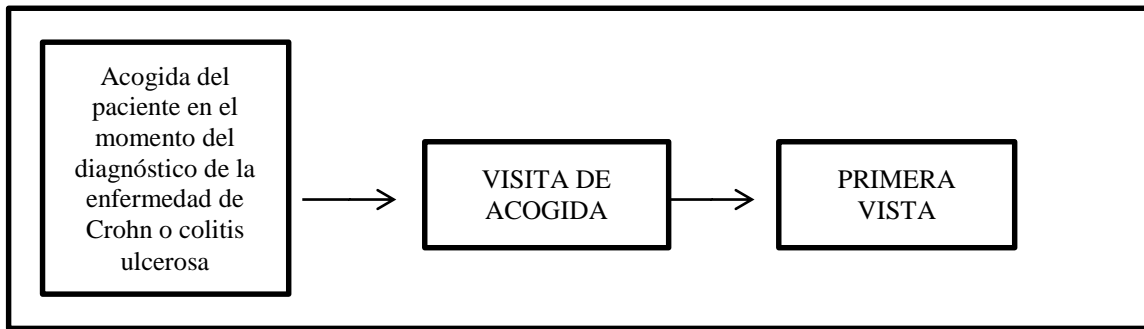 Acogida del
paciente en el
momento del
diagnóstico de la
enfermedad de
Crohn o colitis
ulcerosa
VISITA DE
ACOGIDA
PRIMERA
VISTA